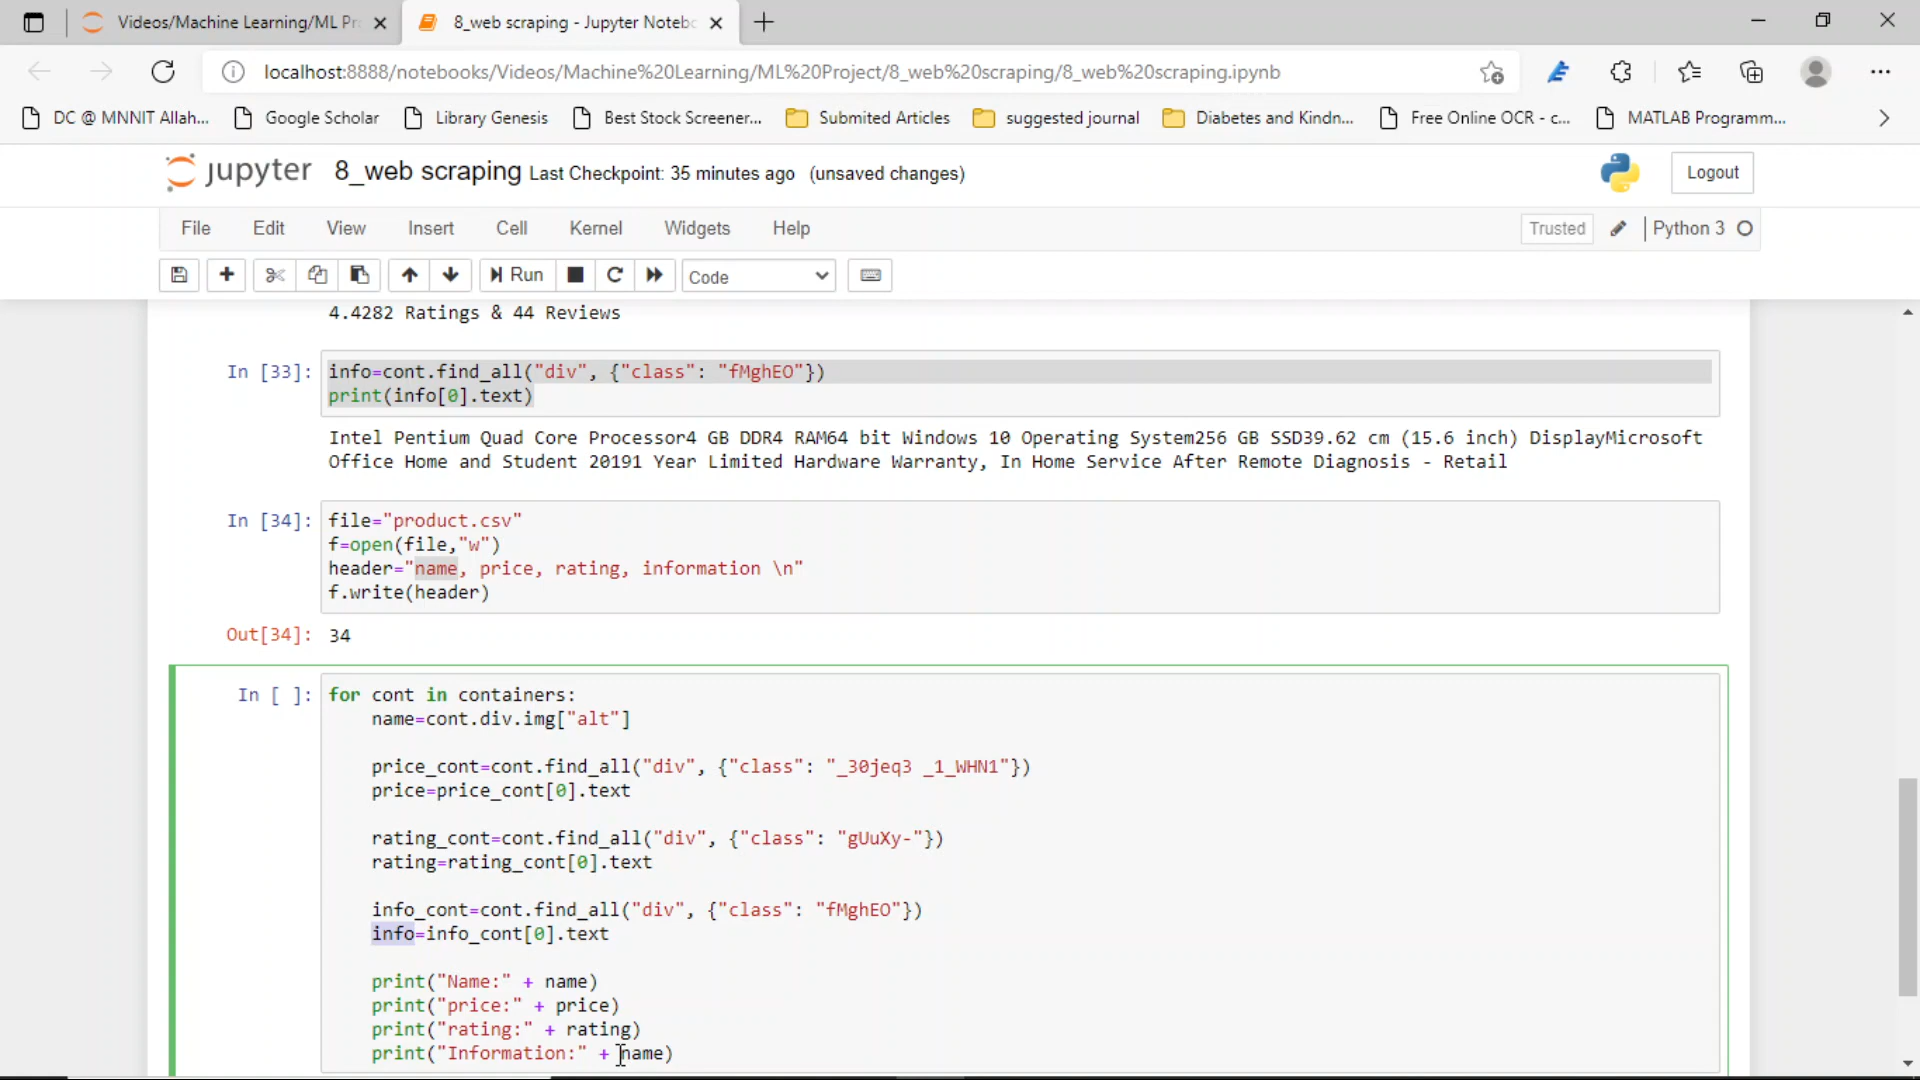 Videos/Machine Learning/ML Pr
8_web scraping - Jupyter Notebo
localhost:8888/notebooks/Videos/Machine%20Learning/ML%20Project/8_web%20scraping/8_web%20scraping.ipynb
DC @ MNNIT Allah... Google Scholar Library Genesis Best Stock Screener... Submited Articles suggested journal Diabetes and Kindn... Free Online OCR - c... MATLAB Programm...
jupyter 8_web scraping Last Checkpoint: 35 minutes ago (unsaved changes) Logout
File Edit View Insert Cell Kernel Widgets Help Trusted Python 3
Run Code
4.4282 Ratings & 44 Reviews
In [33]: info=cont.find_all("div", {"class": "fMghEO"})
print(info[0].text)
Intel Pentium Quad Core Processor4 GB DDR4 RAM64 bit Windows 10 Operating System256 GB SSD39.62 cm (15.6 inch) DisplayMicrosoft
Office Home and Student 20191 Year Limited Hardware Warranty, In Home Service After Remote Diagnosis - Retail
In [34]: file="product.csv"
f=open(file,"w")
header="name, price, rating, information \n"
f.write(header)
Out[34]: 34
In [ ]: for cont in containers:
name=cont.div.img["alt"]
price_cont=cont.find_all("div", {"class": "_30jeq3 _1_WHN1"})
price=price_cont[0].text
rating_cont=cont.find_all("div", {"class": "gUuXy-"})
rating=rating_cont[0].text
info_cont=cont.find_all("div", {"class": "fMghEO"})
info=info_cont[0].text
print("Name:" + name)
print("price:" + price)
print("rating:" + rating)
print("Information:" + name)